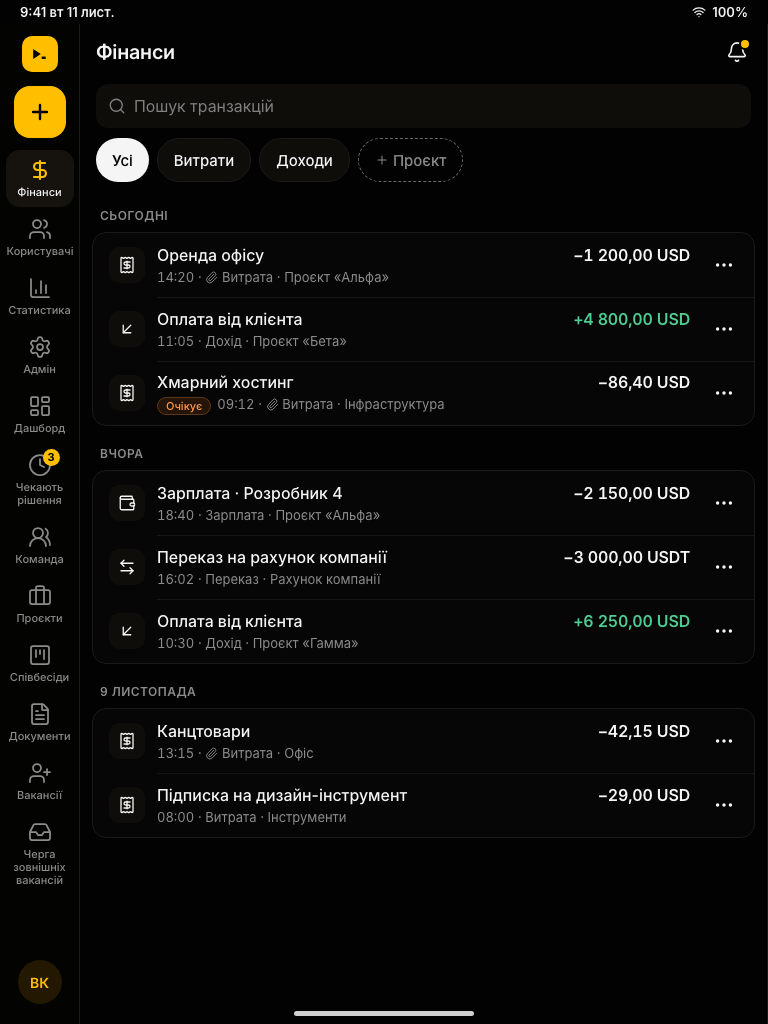 9:41 вт 11 лист.
100%
Фінанси
Фінанси
Користувачі
Статистика
Адмін
Дашборд
3
Чекають
рішення
Команда
Проєкти
Співбесіди
Документи
Вакансії
Черга
зовнішніх
вакансій
ВК
Пошук транзакцій
Усі
Витрати
Доходи
+ Проєкт
СЬОГОДНІ
Оренда офісу
−1 200,00 USD
14:20 · Витрата · Проєкт «Альфа»
Оплата від клієнта
+4 800,00 USD
11:05 · Дохід · Проєкт «Бета»
Хмарний хостинг
−86,40 USD
Очікує 09:12 · Витрата · Інфраструктура
ВЧОРА
Зарплата · Розробник 4
−2 150,00 USD
18:40 · Зарплата · Проєкт «Альфа»
Переказ на рахунок компанії
−3 000,00 USDT
16:02 · Переказ · Рахунок компанії
Оплата від клієнта
+6 250,00 USD
10:30 · Дохід · Проєкт «Гамма»
9 ЛИСТОПАДА
Канцтовари
−42,15 USD
13:15 · Витрата · Офіс
Підписка на дизайн-інструмент
−29,00 USD
08:00 · Витрата · Інструменти